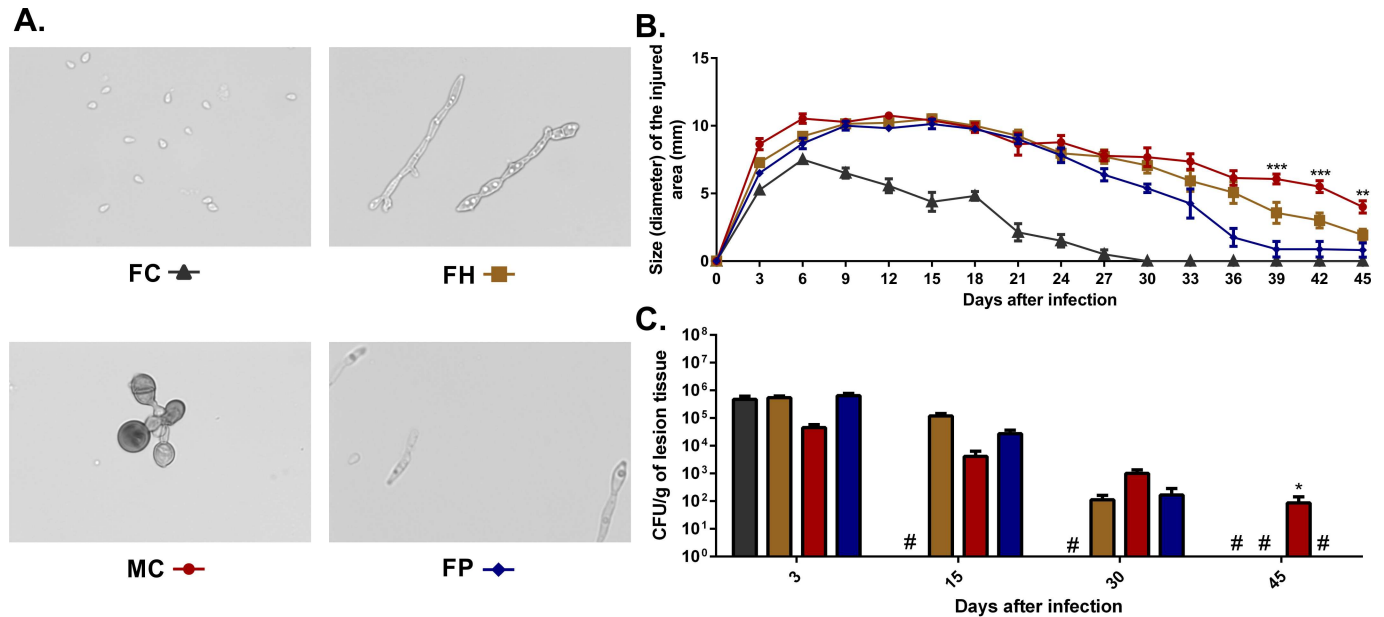 A.
FC
FH
MC
FP
B.
Size (diameter) of the injured
area (mm)
15
10
5
0
***
***
**
0 3 6 9 12 15 18 21 24 27 30 33 36 39 42 45
Days after infection
C.
CFU/g of lesion tissue
10⁸
10⁷
10⁶
10⁵
10⁴
10³
10²
10¹
10⁰
# # # # * #
3 15 30 45
Days after infection